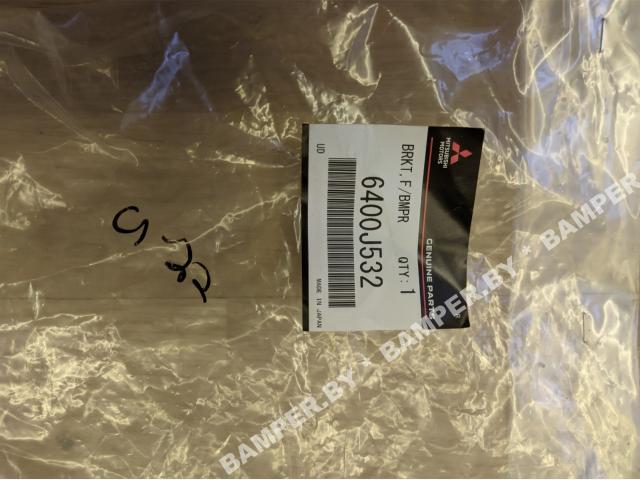 MITSUBISHI
MOTORS
GENUINE PARTS
BRKT, F/BMPR QTY: 1
6400J532
UD MADE IN JAPAN
BAMPER.BY * BAMPER.BY * BAMPER.BY